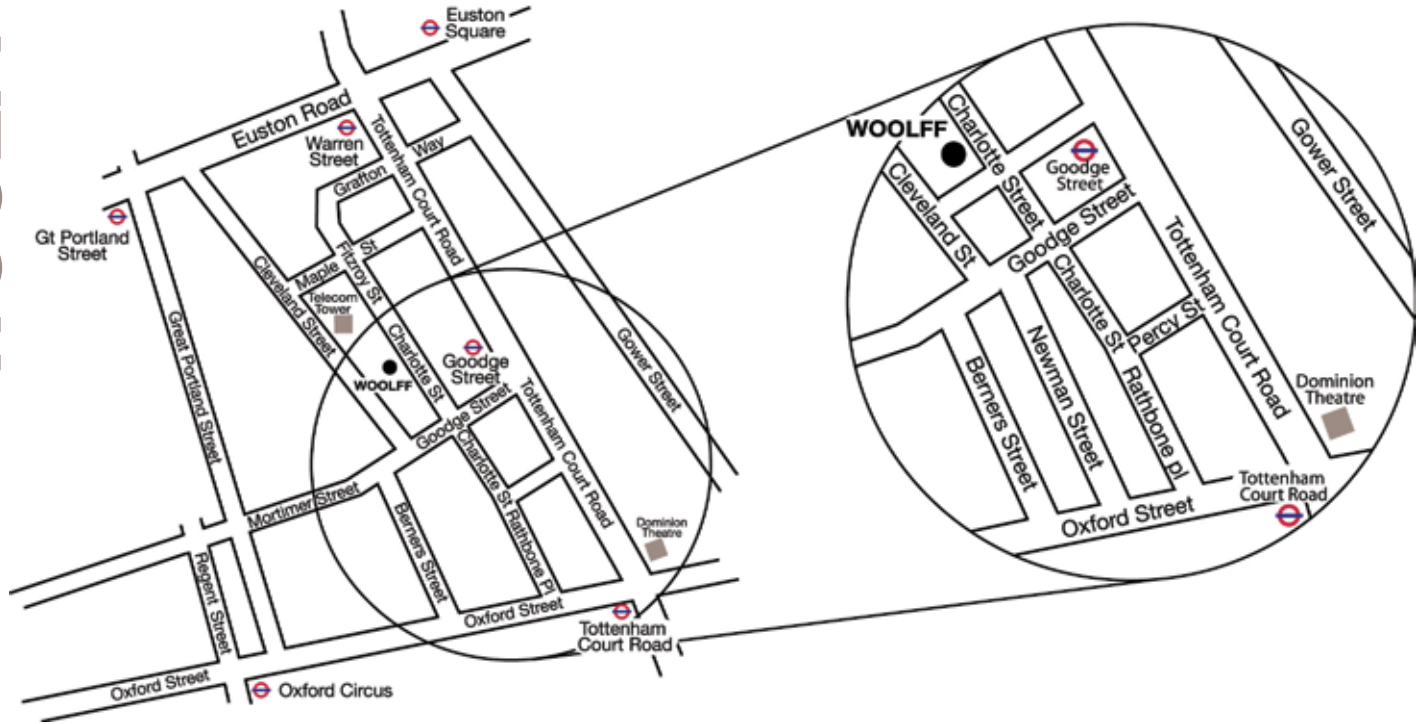 Euston
Square
Euston Road
Warren
Street
Tottenham Court Road
Way
Grafton
Gt Portland
Street
Maple St
Fitzroy St
Cleveland Street
Telecom
Tower
Great Portland Street
Charlotte St
WOOLFF
Goodge
Street
Gower Street
Goodge Street
Tottenham Court Road
Charlotte St
Rathbone Pl
Mortimer Street
Berners Street
Dominion
Theatre
Regent Street
Oxford Street
Tottenham
Court Road
Oxford Street
Oxford Circus
Charlotte Street
WOOLFF
Cleveland St
Goodge
Street
Gower Street
Goodge Street
Tottenham Court Road
Charlotte St
Percy St
Newman Street
Berners Street
Rathbone pl
Dominion
Theatre
Tottenham
Court Road
Oxford Street